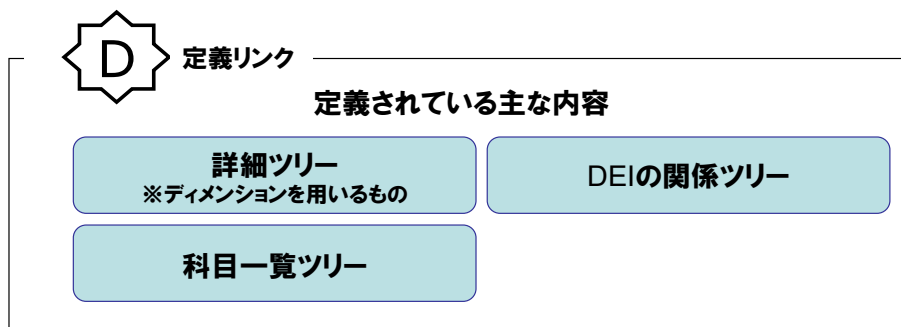 D
定義リンク
定義されている主な内容
詳細ツリー
※ディメンションを用いるもの
DEIの関係ツリー
科目一覧ツリー